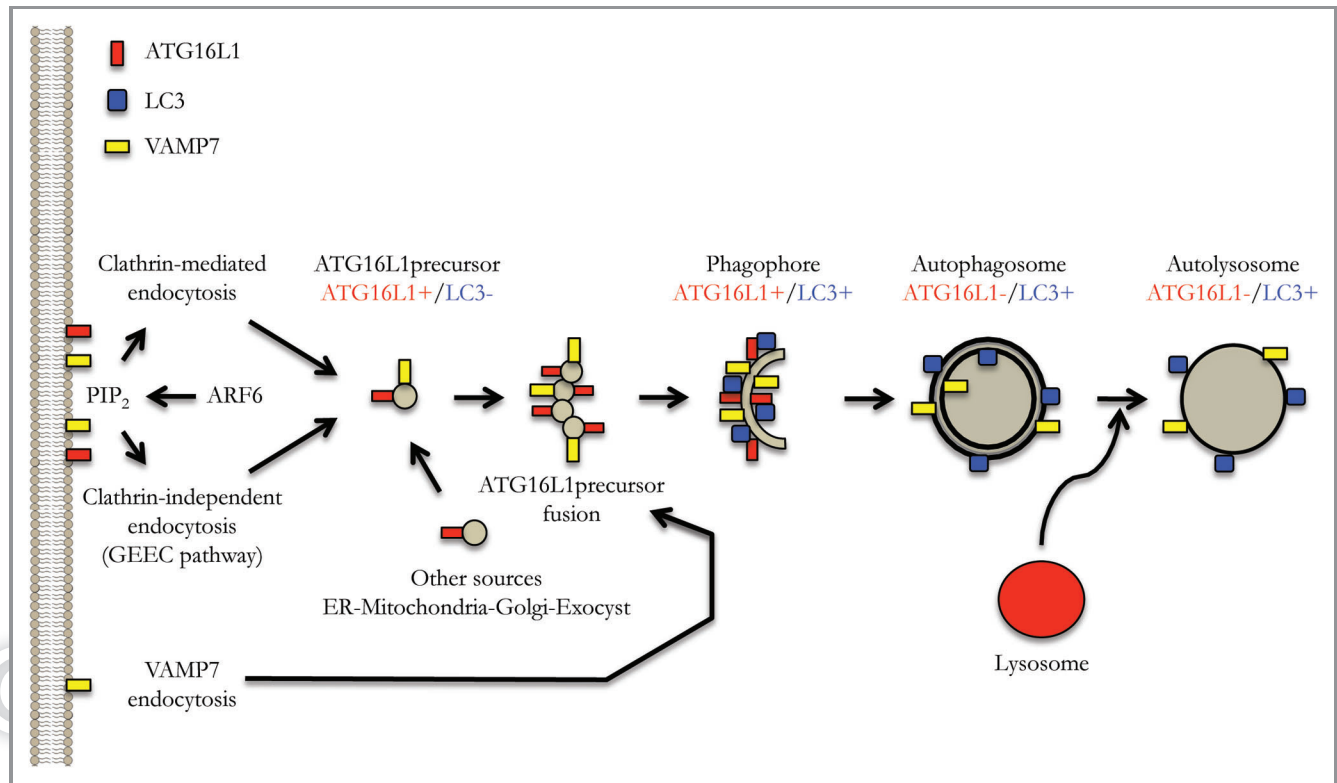 ATG16L1
LC3
VAMP7
Clathrin-mediated
endocytosis
ATG16L1precursor
ATG16L1+/LC3-
Phagophore
ATG16L1+/LC3+
Autophagosome
ATG16L1-/LC3+
Autolysosome
ATG16L1-/LC3+
PIP₂
ARF6
Clathrin-independent
endocytosis
(GEEC pathway)
ATG16L1precursor
fusion
Other sources
ER-Mitochondria-Golgi-Exocyst
VAMP7
endocytosis
Lysosome